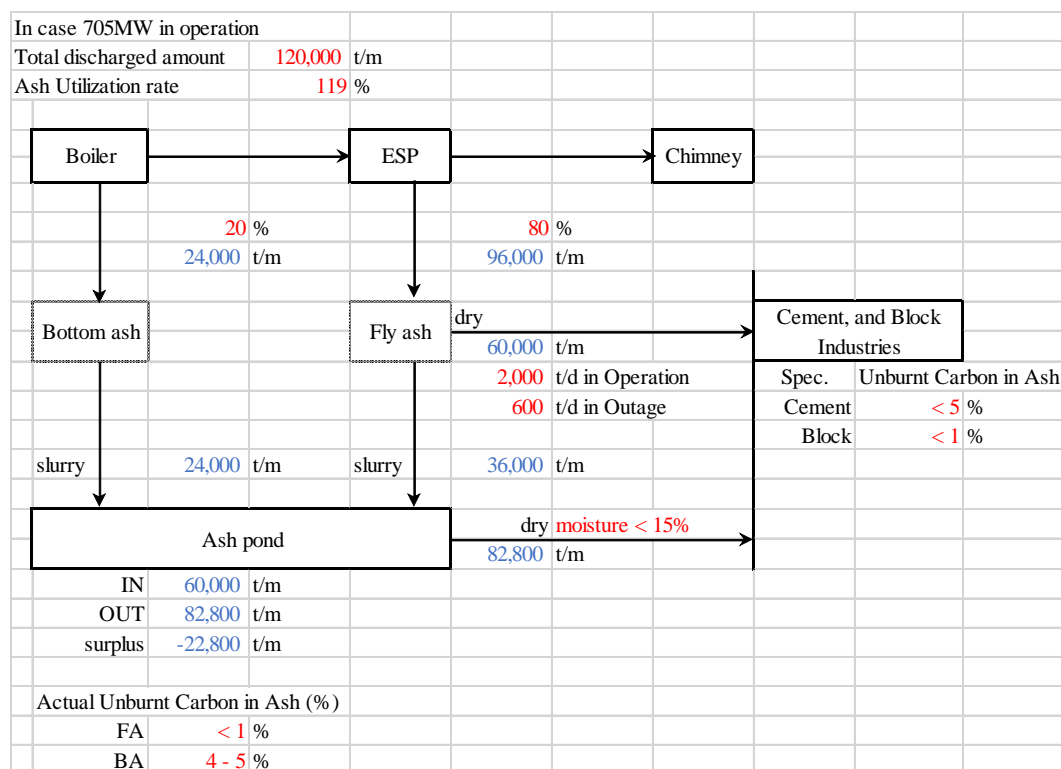 In case 705MW in operation
Total discharged amount 120,000 t/m
Ash Utilization rate 119 %
Boiler ESP Chimney
20 % 80 %
24,000 t/m 96,000 t/m
Bottom ash Fly ash dry Cement, and Block
60,000 t/m Industries
2,000 t/d in Operation Spec. Unburnt Carbon in Ash
600 t/d in Outage Cement < 5 %
Block < 1 %
slurry 24,000 t/m slurry 36,000 t/m
Ash pond dry moisture < 15%
82,800 t/m
IN 60,000 t/m
OUT 82,800 t/m
surplus -22,800 t/m
Actual Unburnt Carbon in Ash (%)
FA < 1 %
BA 4 - 5 %